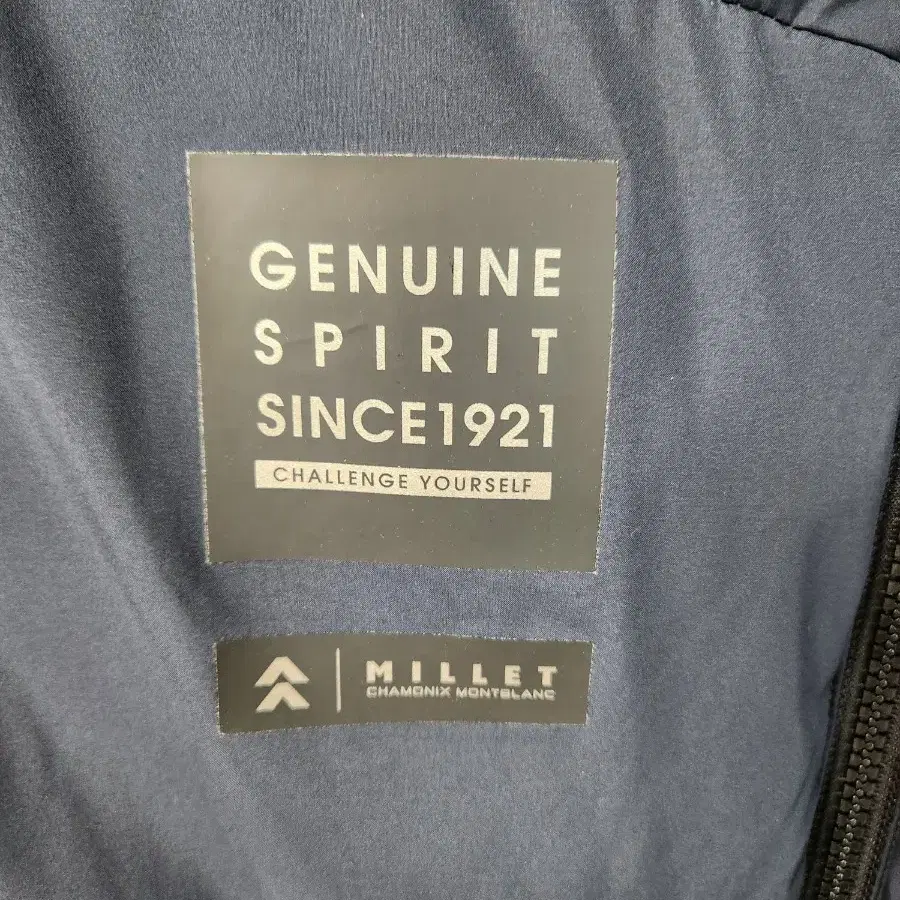 GENUINE
SPIRIT
SINCE1921
CHALLENGE YOURSELF
MILLET
CHAMONIX MONTBLANC